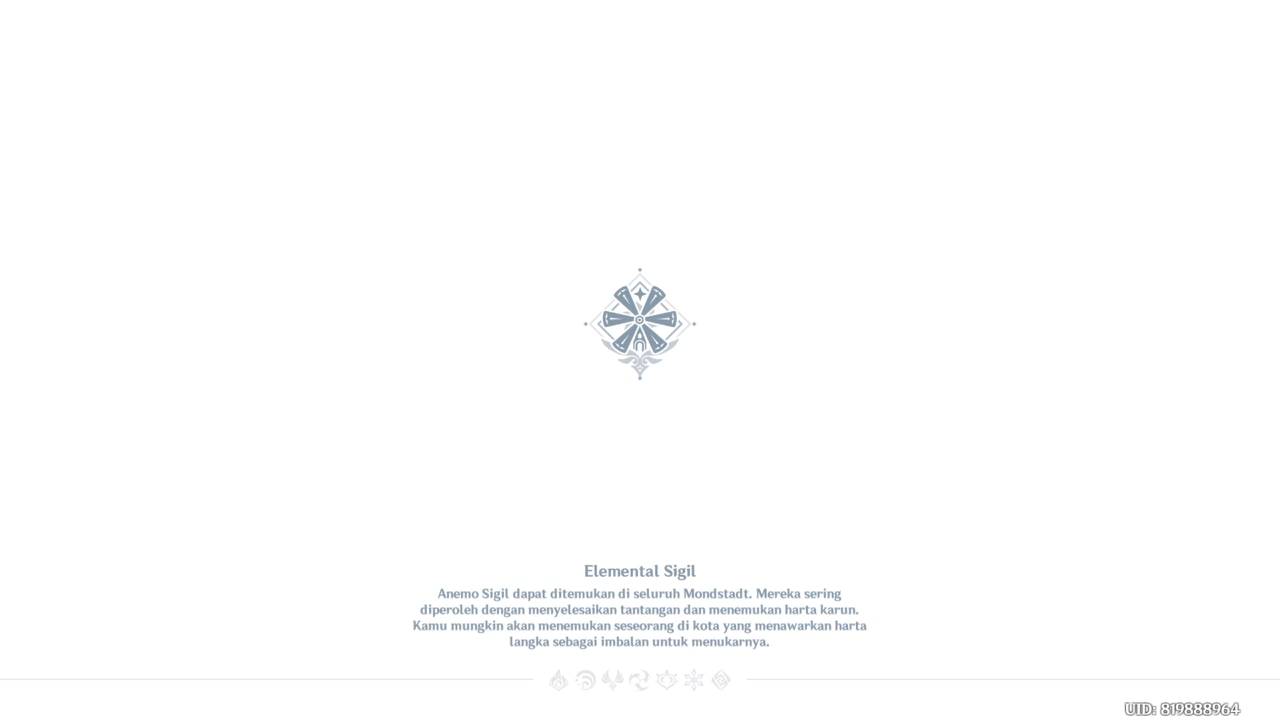 Elemental Sigil
Anemo Sigil dapat ditemukan di seluruh Mondstadt. Mereka sering
diperoleh dengan menyelesaikan tantangan dan menemukan harta karun.
Kamu mungkin akan menemukan seseorang di kota yang menawarkan harta
langka sebagai imbalan untuk menukarnya.
UID: 819888964